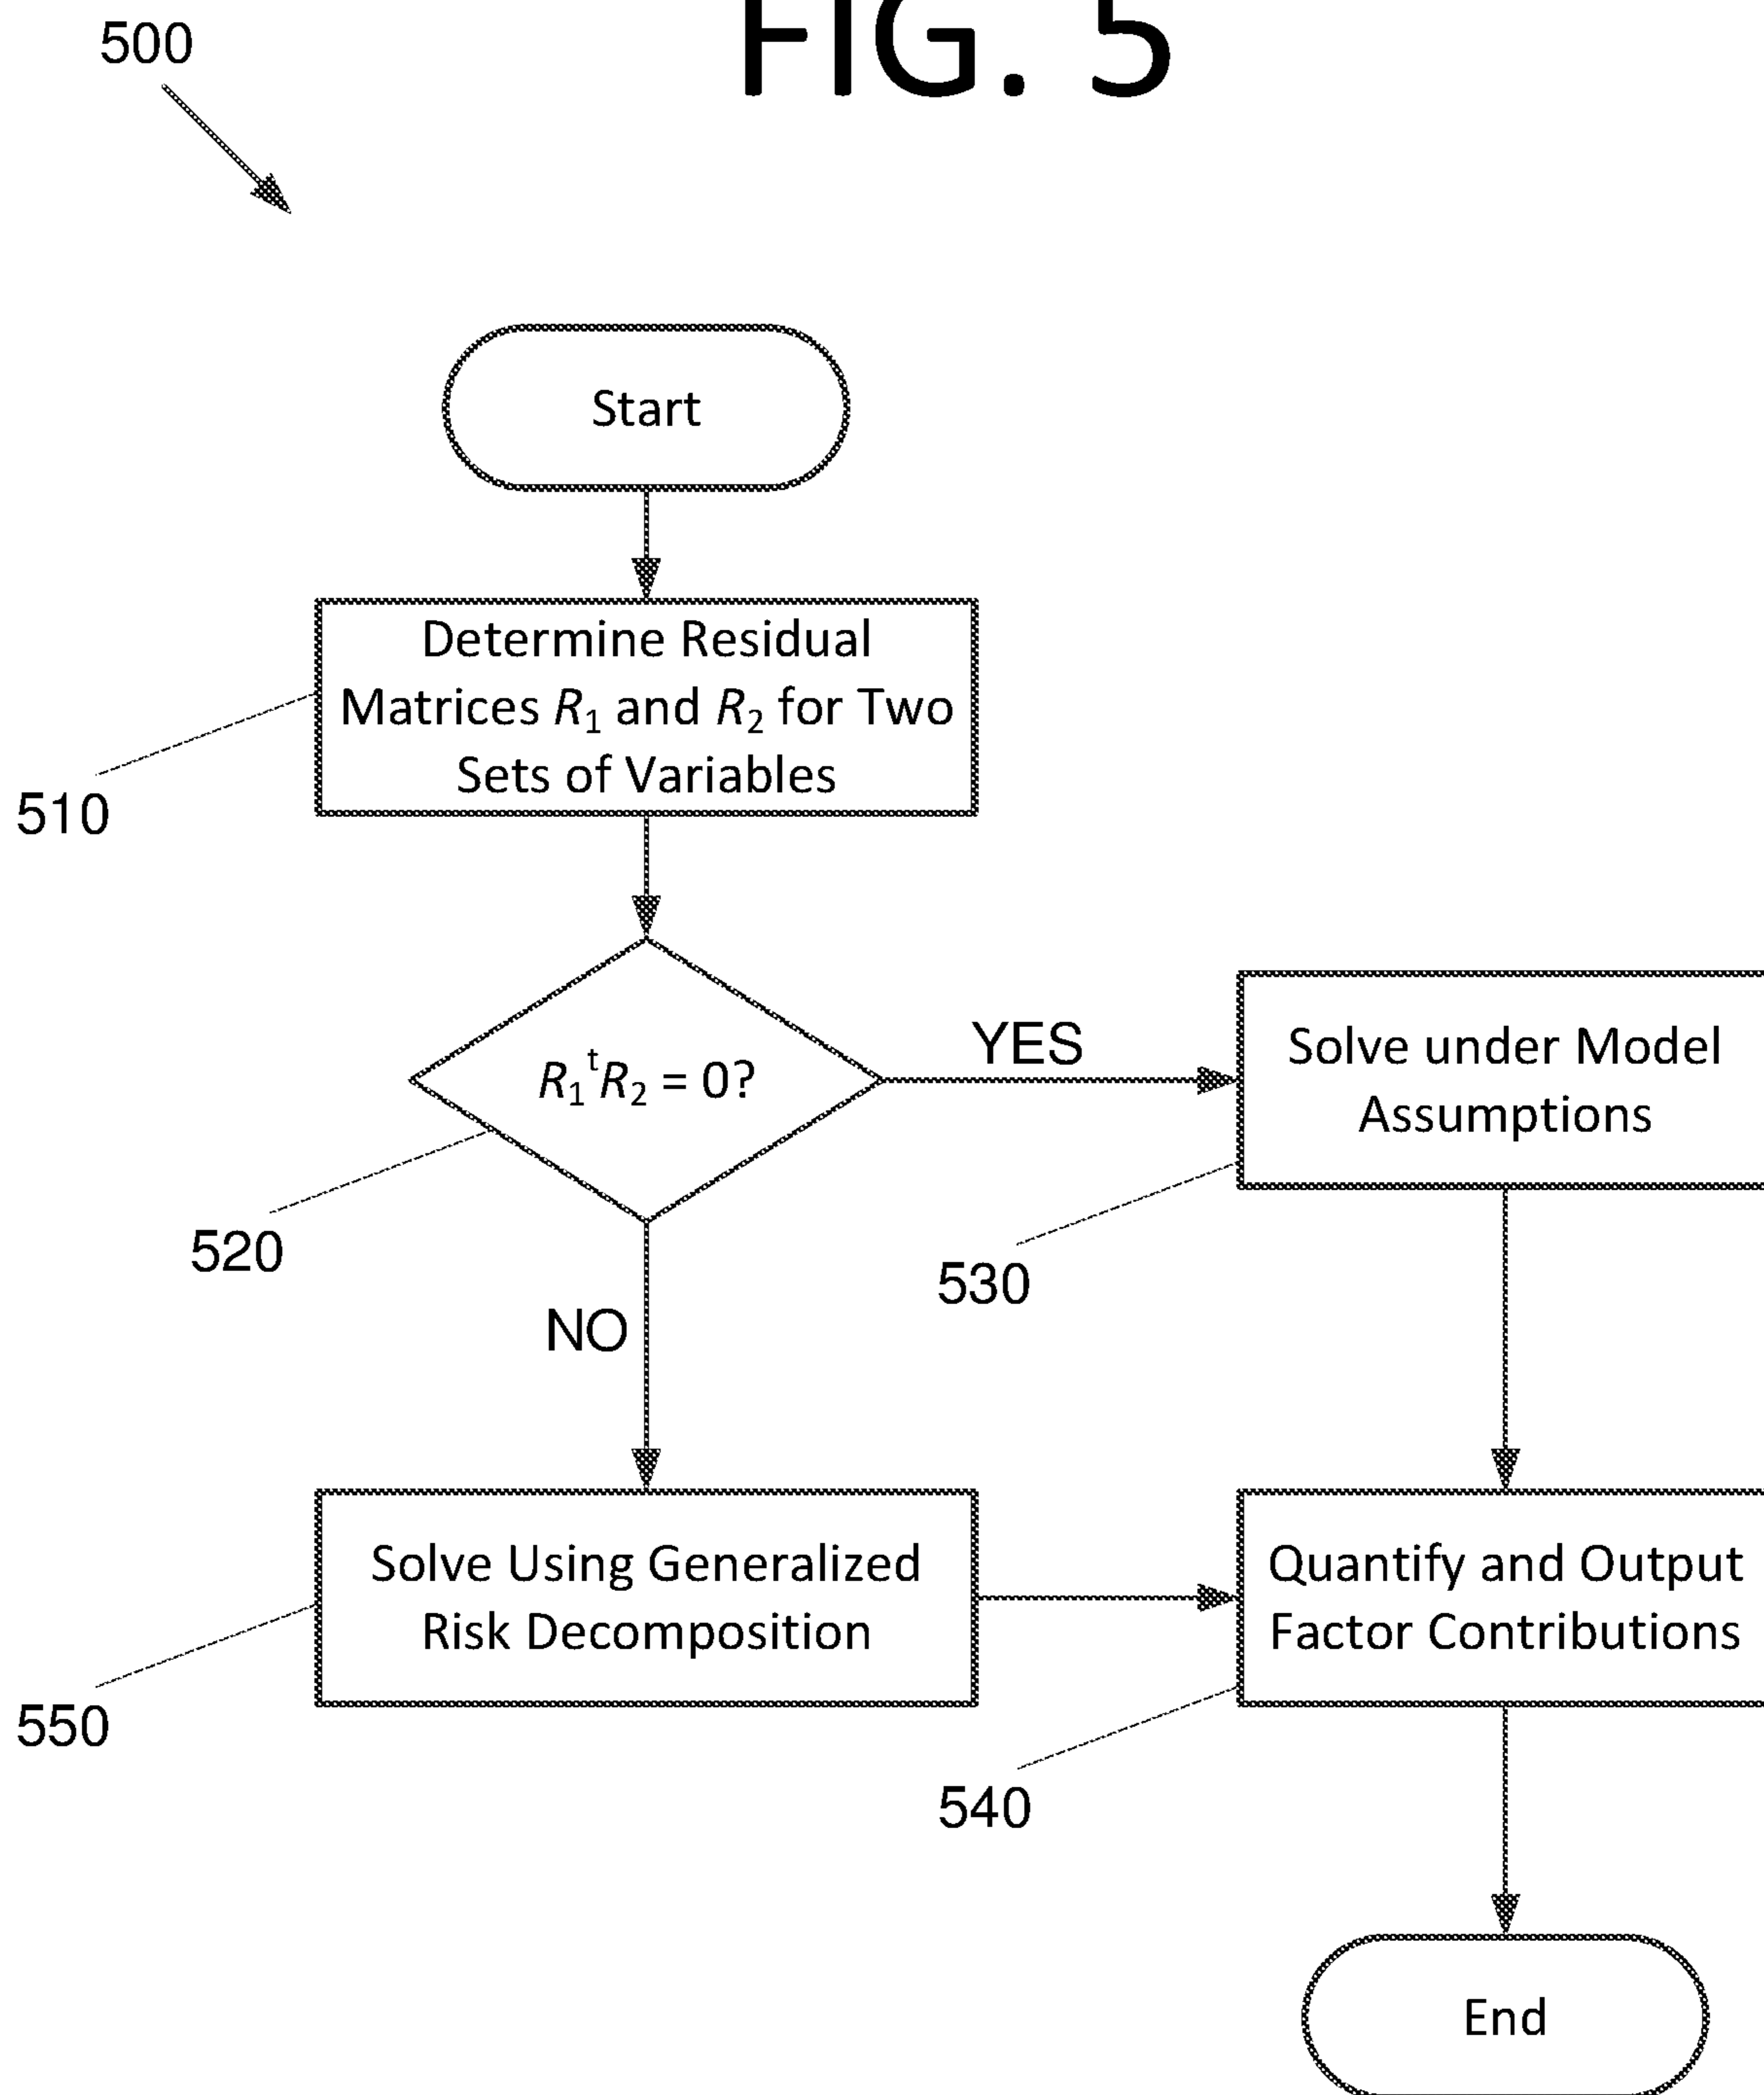 FIG. 5
500
Start
Determine Residual
Matrices R₁ and R₂ for Two
Sets of Variables
510
R₁ᵗR₂ = 0?
YES
520
Solve under Model
Assumptions
530
NO
Solve Using Generalized
Risk Decomposition
550
Quantify and Output
Factor Contributions
540
End